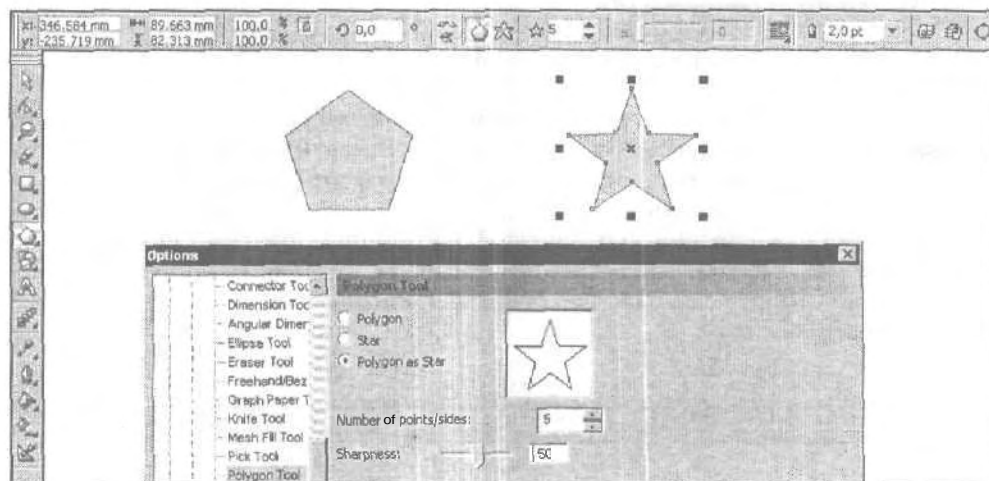 x: -346.584 mm 89.663 mm 100,0 % 0,0 ° 5 0 2,0 pt
y: -235.719 mm 82.313 mm 100,0 %
Options
Connector Too
Polygon Tool
Dimension Too
Angular Dimer
Ellipse Tool
Eraser Tool
Freehand/Bez
Graph Paper T
Knife Tool
Mesh Fill Tool
Pick Tool
Polygon Tool
Polygon
Star
Polygon as Star
Number of points/sides: 5
Sharpness: 50